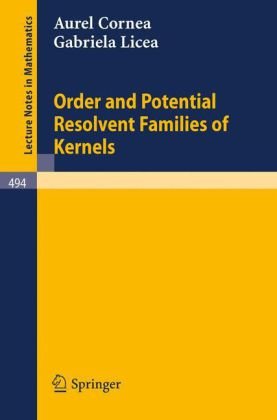 Lecture Notes in Mathematics
494
Aurel Cornea
Gabriela Licea
Order and Potential
Resolvent Families of
Kernels
Springer